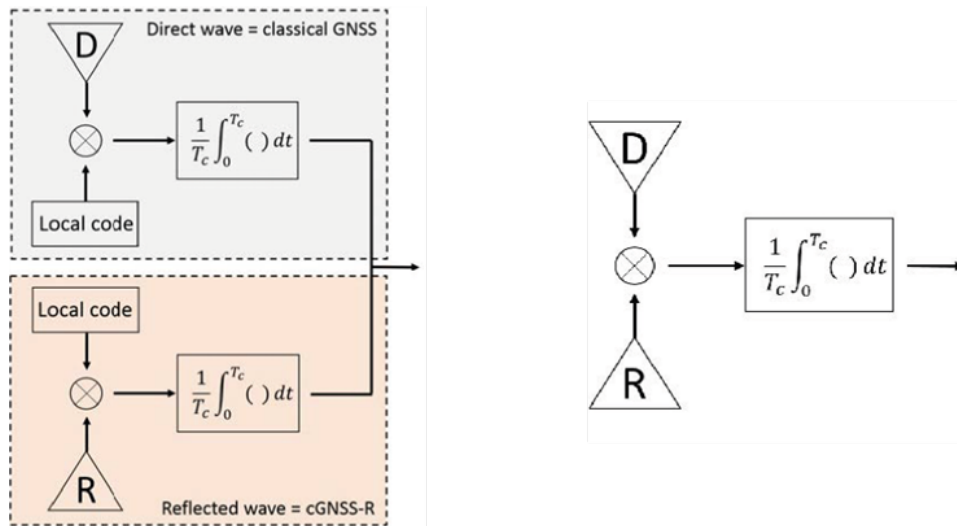 Direct wave = classical GNSS
D
1/T_c ∫_0^{T_c} ( ) dt
Local code
Local code
1/T_c ∫_0^{T_c} ( ) dt
R
Reflected wave = cGNSS-R
D
1/T_c ∫_0^{T_c} ( ) dt
R